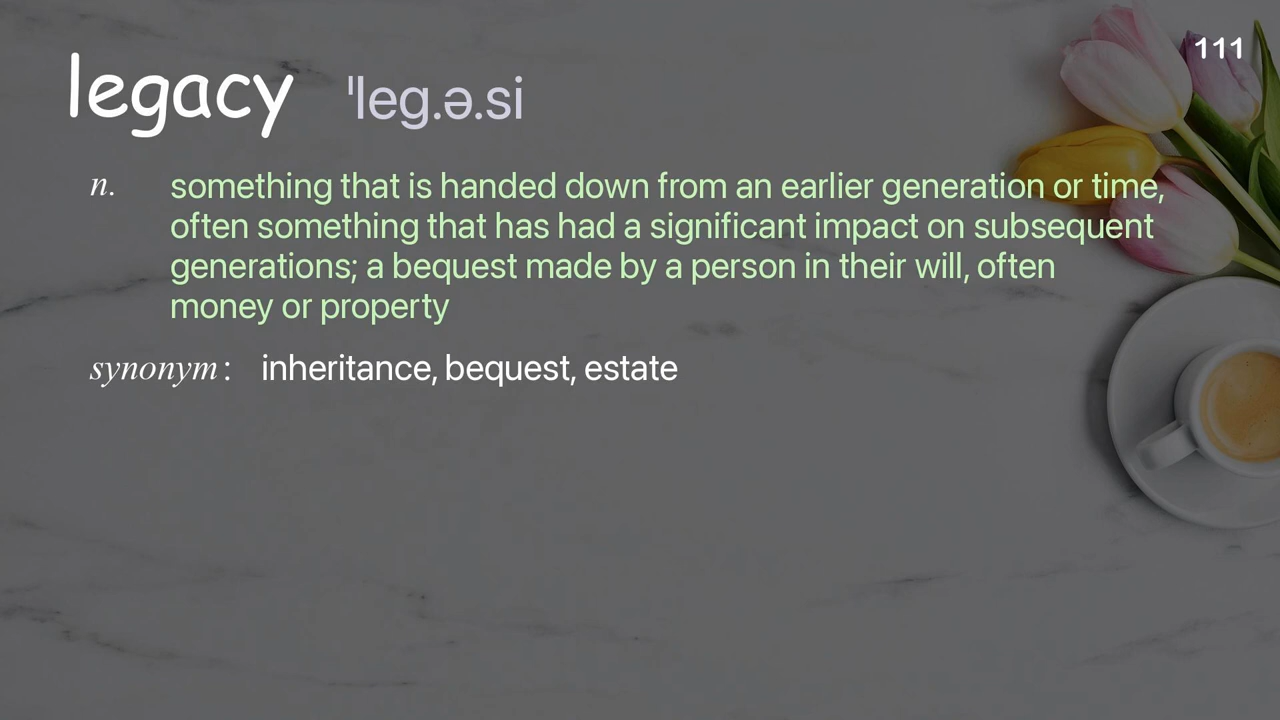 111
legacy ˈleg.ə.si
n. something that is handed down from an earlier generation or time,
often something that has had a significant impact on subsequent
generations; a bequest made by a person in their will, often
money or property
synonym: inheritance, bequest, estate